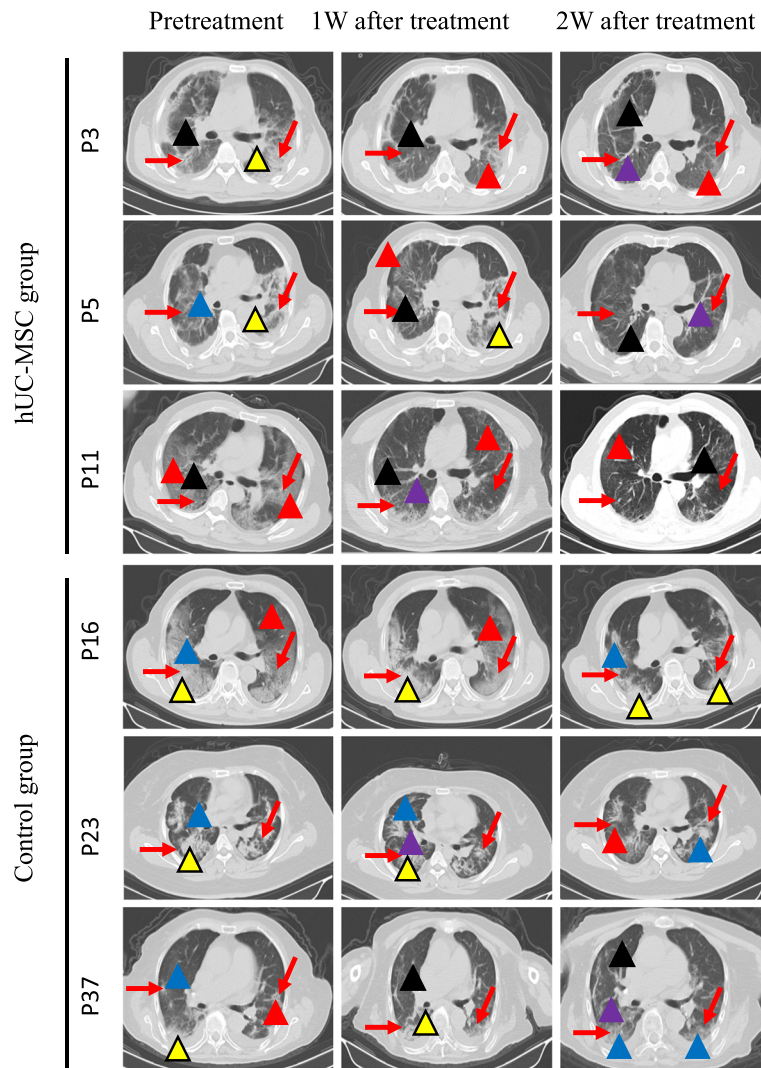 Pretreatment 1W after treatment 2W after treatment
hUC-MSC group
P3
P5
P11
Control group
P16
P23
P37